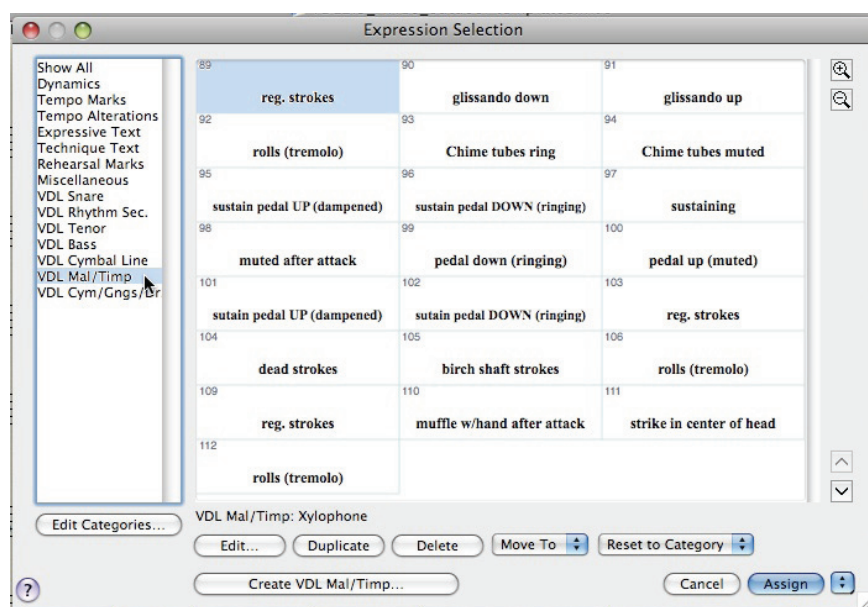 Expression Selection
Show All
Dynamics
Tempo Marks
Tempo Alterations
Expressive Text
Technique Text
Rehearsal Marks
Miscellaneous
VDL Snare
VDL Rhythm Sec.
VDL Tenor
VDL Bass
VDL Cymbal Line
VDL Mal/Timp
VDL Cym/Gngs/Dr
89 90 91
reg. strokes glissando down glissando up
92 93 94
rolls (tremolo) Chime tubes ring Chime tubes muted
95 96 97
sustain pedal UP (dampened) sustain pedal DOWN (ringing) sustaining
98 99 100
muted after attack pedal down (ringing) pedal up (muted)
101 102 103
sutain pedal UP (dampened) sutain pedal DOWN (ringing) reg. strokes
104 105 106
dead strokes birch shaft strokes rolls (tremolo)
109 110 111
reg. strokes muffle w/hand after attack strike in center of head
112
rolls (tremolo)
VDL Mal/Timp: Xylophone
Edit Categories...
Edit... Duplicate Delete Move To Reset to Category
? Create VDL Mal/Timp... Cancel Assign